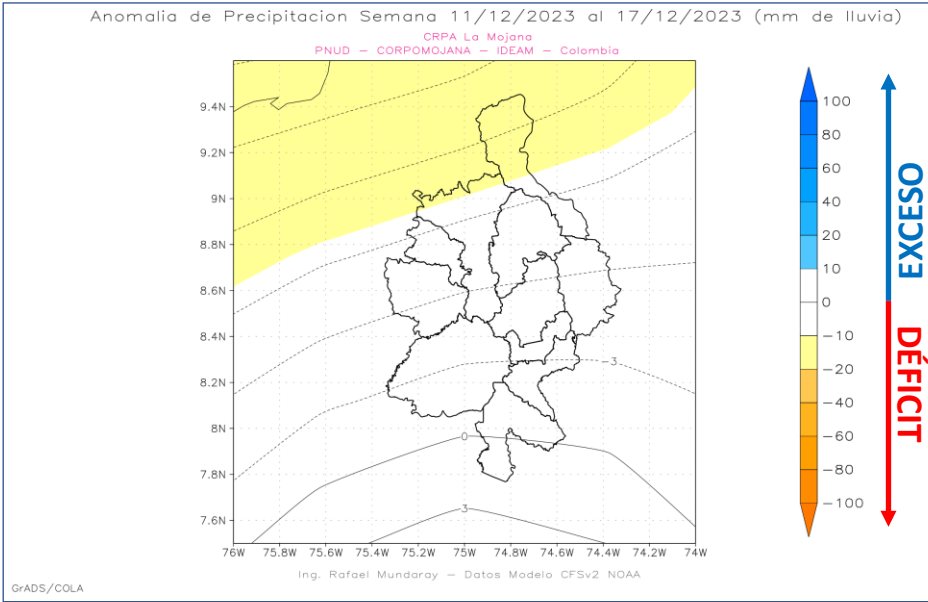 Anomalia de Precipitacion Semana 11/12/2023 al 17/12/2023 (mm de lluvia)
CRPA La Mojana
PNUD – CORPOMOJANA – IDEAM – Colombia
9.4N
9.2N
9N
8.8N
8.6N
8.4N
8.2N
8N
7.8N
7.6N
-3
0
3
76W 75.8W 75.6W 75.4W 75.2W 75W 74.8W 74.6W 74.4W 74.2W 74W
100
80
60
40
20
10
0
-10
-20
-40
-60
-80
-100
EXCESO
DÉFICIT
Ing. Rafael Mundaray – Datos Modelo CFSv2 NOAA
GrADS/COLA